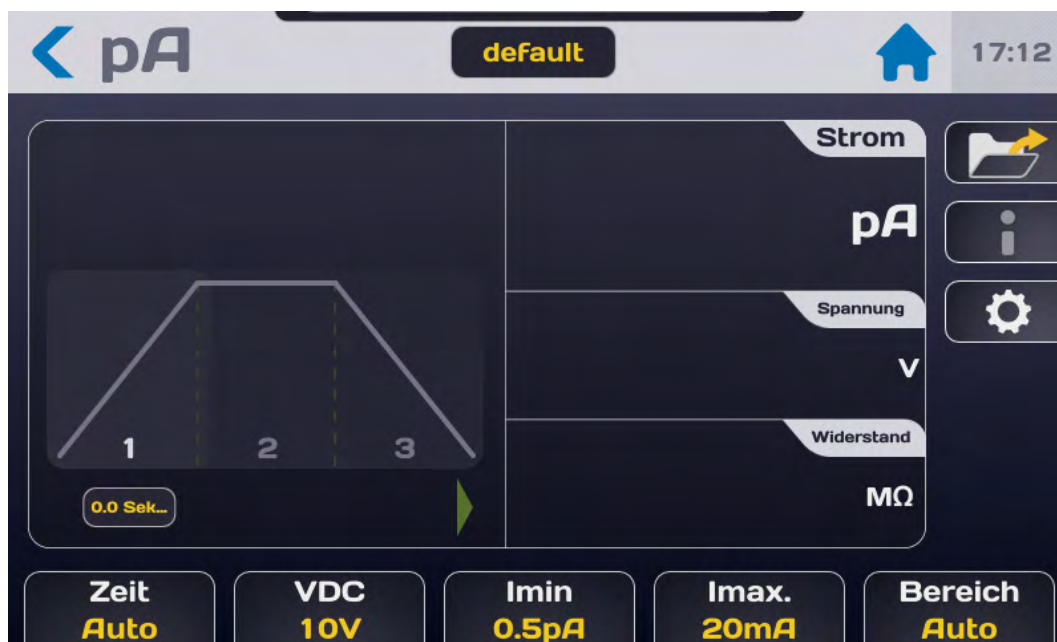 pA
default
17:12
Strom
pA
Spannung
V
Widerstand
MΩ
1 2 3
0.0 Sek...
Zeit VDC Imin Imax. Bereich
Auto 10V 0.5pA 20mA Auto